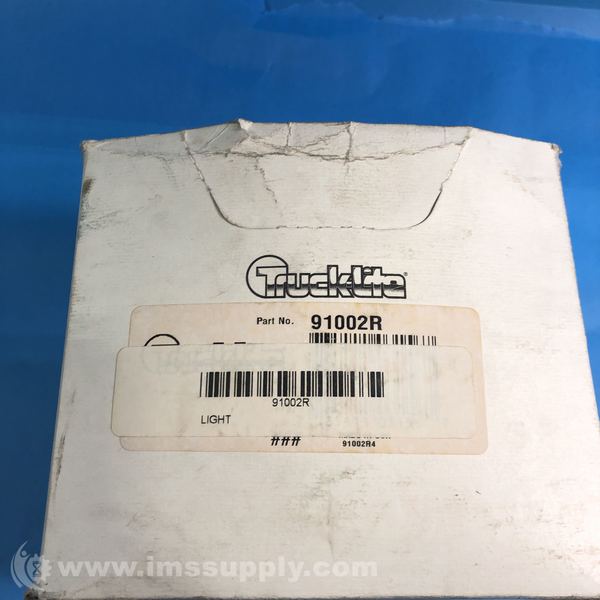 Truck-Lite®
Part No. 91002R
91002R
LIGHT
###
91002R4
www.imssupply.com